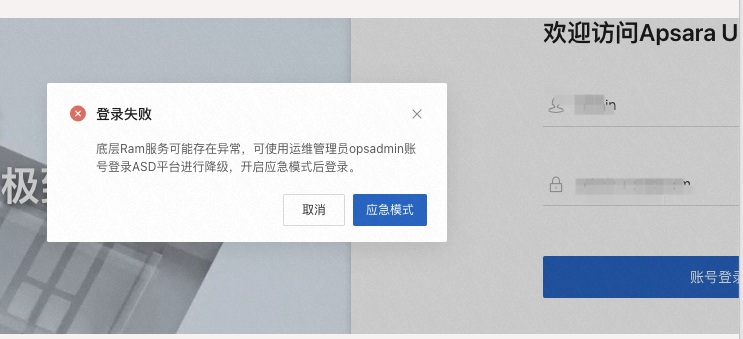 欢迎访问Apsara U
登录失败
底层Ram服务可能存在异常，可使用运维管理员opsadmin账
号登录ASD平台进行降级，开启应急模式后登录。
取消
应急模式
in
极
账号登录